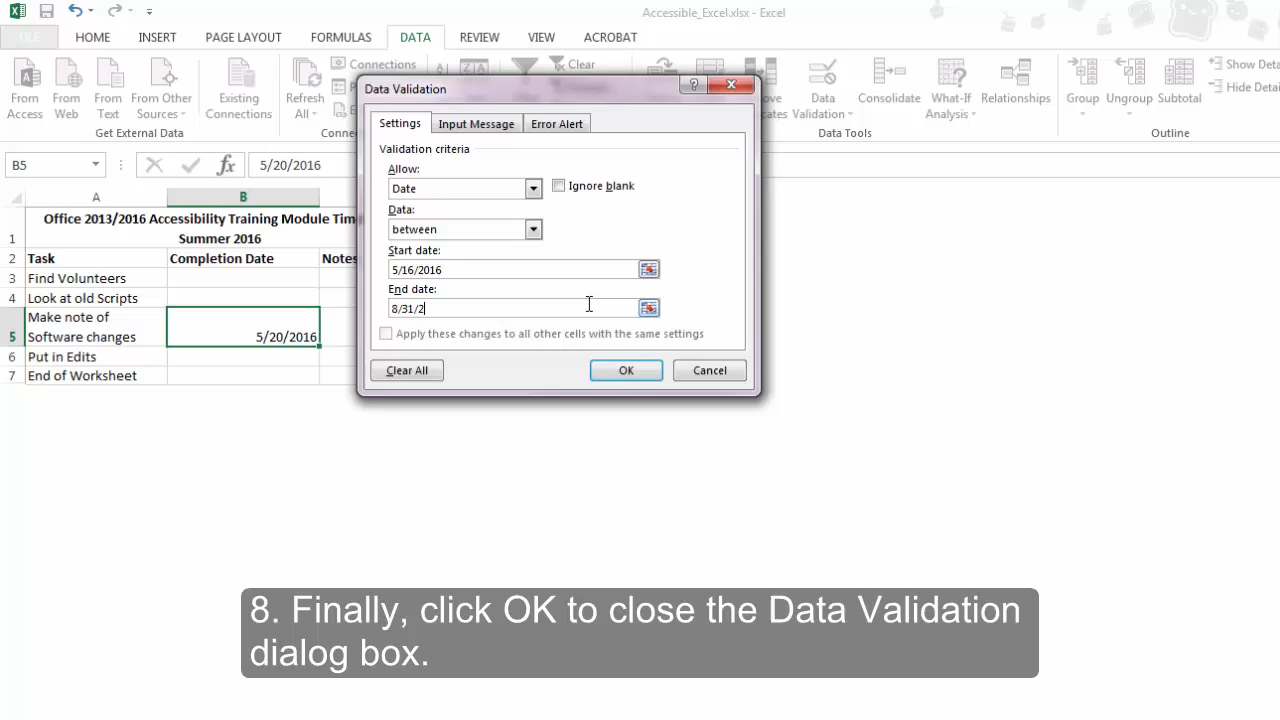 Accessible_Excel.xlsx - Excel
FILE HOME INSERT PAGE LAYOUT FORMULAS DATA REVIEW VIEW ACROBAT
From Access
From Web
From Text
From Other Sources
Existing Connections
Refresh All
Connections
Clear
Data Validation
Consolidate
What-If Analysis
Relationships
Group
Ungroup
Subtotal
Show Detai
Hide Detai
Get External Data
Data Tools
Outline
B5
fx
5/20/2016
A B
1 Office 2013/2016 Accessibility Training Module Time
Summer 2016
2 Task Completion Date Notes
3 Find Volunteers
4 Look at old Scripts
5 Make note of
Software changes 5/20/2016
6 Put in Edits
7 End of Worksheet
Data Validation
?
Settings Input Message Error Alert
Validation criteria
Allow:
Date Ignore blank
Data:
between
Start date:
5/16/2016
End date:
8/31/2
Apply these changes to all other cells with the same settings
Clear All OK Cancel
8. Finally, click OK to close the Data Validation
dialog box.